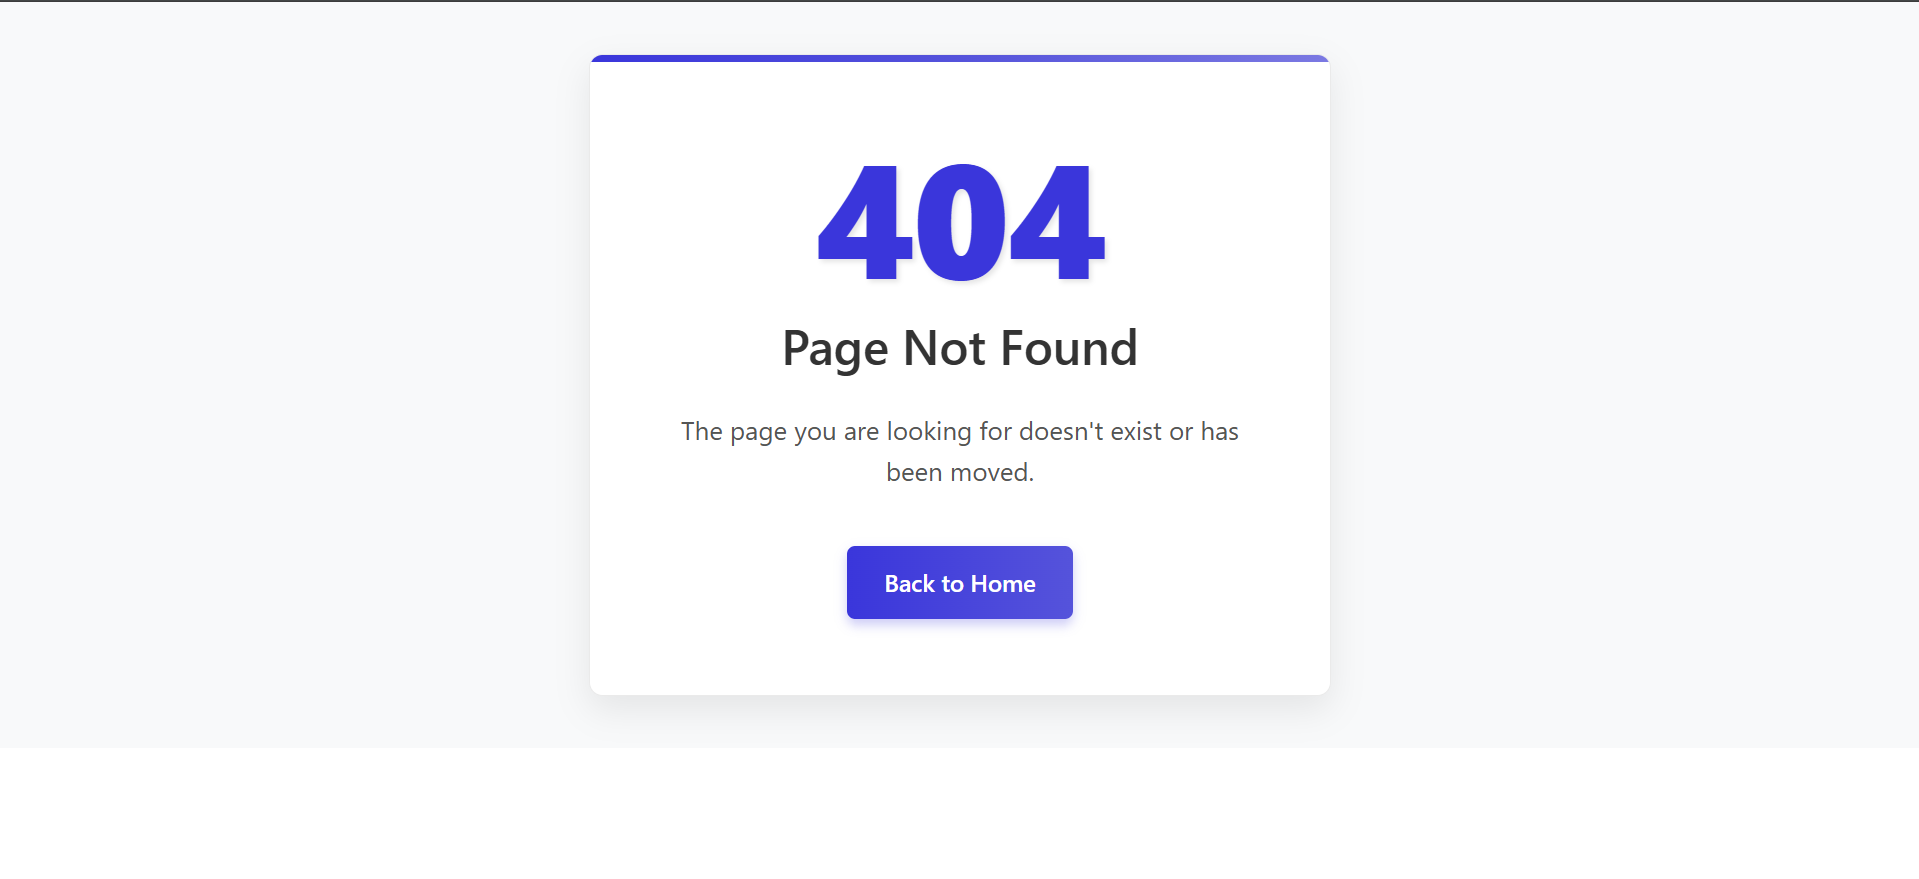 404
Page Not Found
The page you are looking for doesn't exist or has
been moved.
Back to Home